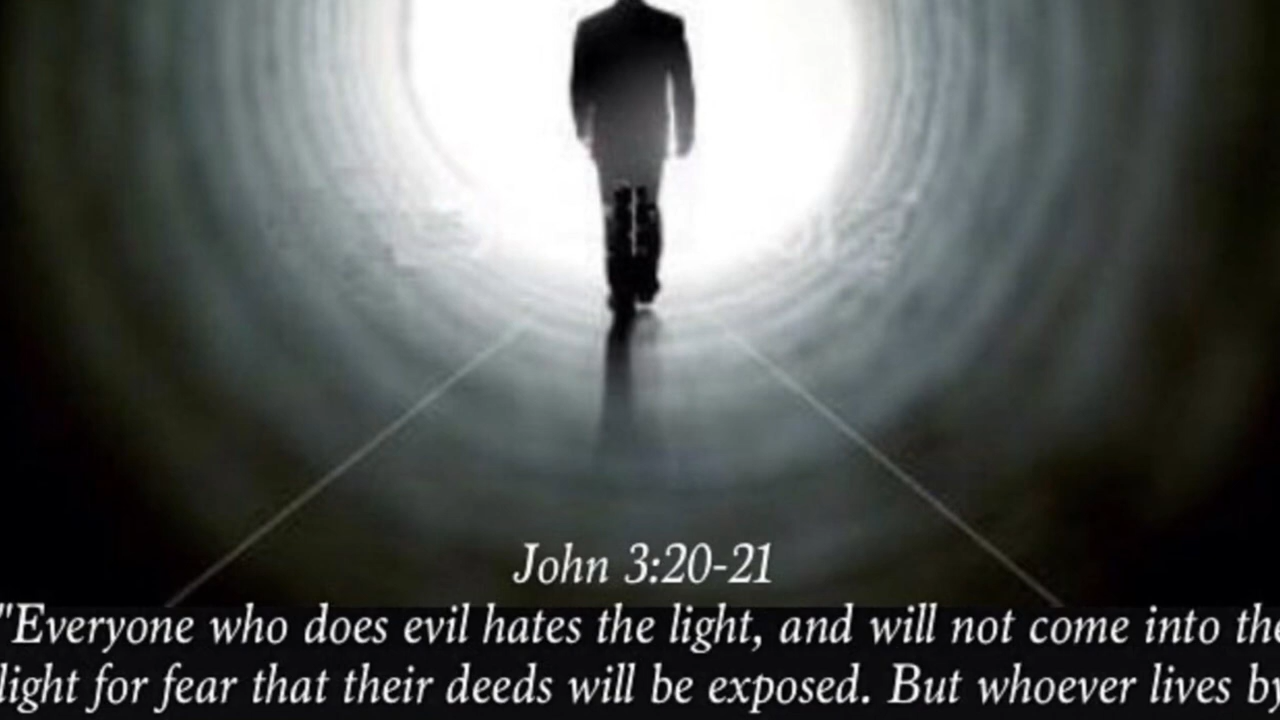 John 3:20-21
"Everyone who does evil hates the light, and will not come into the
light for fear that their deeds will be exposed. But whoever lives by